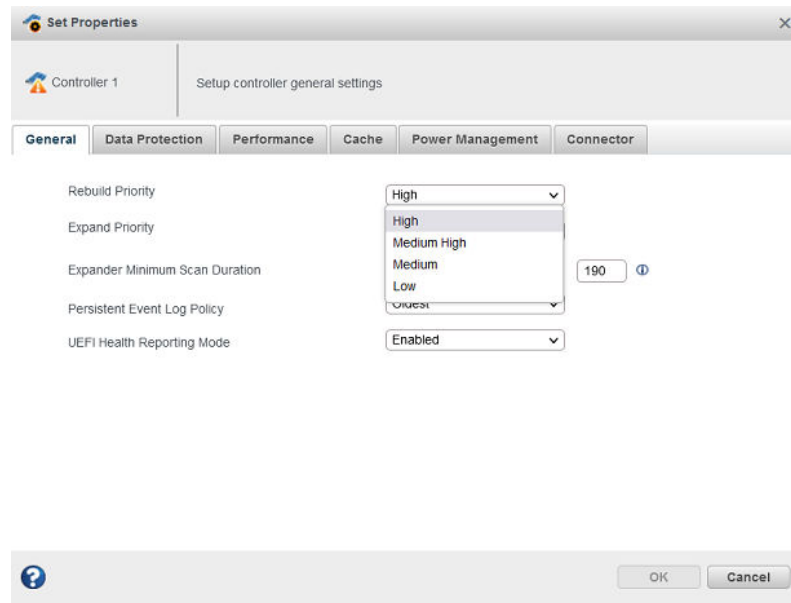 Set Properties
Controller 1
Setup controller general settings
General Data Protection Performance Cache Power Management Connector
Rebuild Priority High
High
Expand Priority
Medium High
Medium
Expander Minimum Scan Duration 190
Low
Persistent Event Log Policy Oldest
UEFI Health Reporting Mode Enabled
OK Cancel